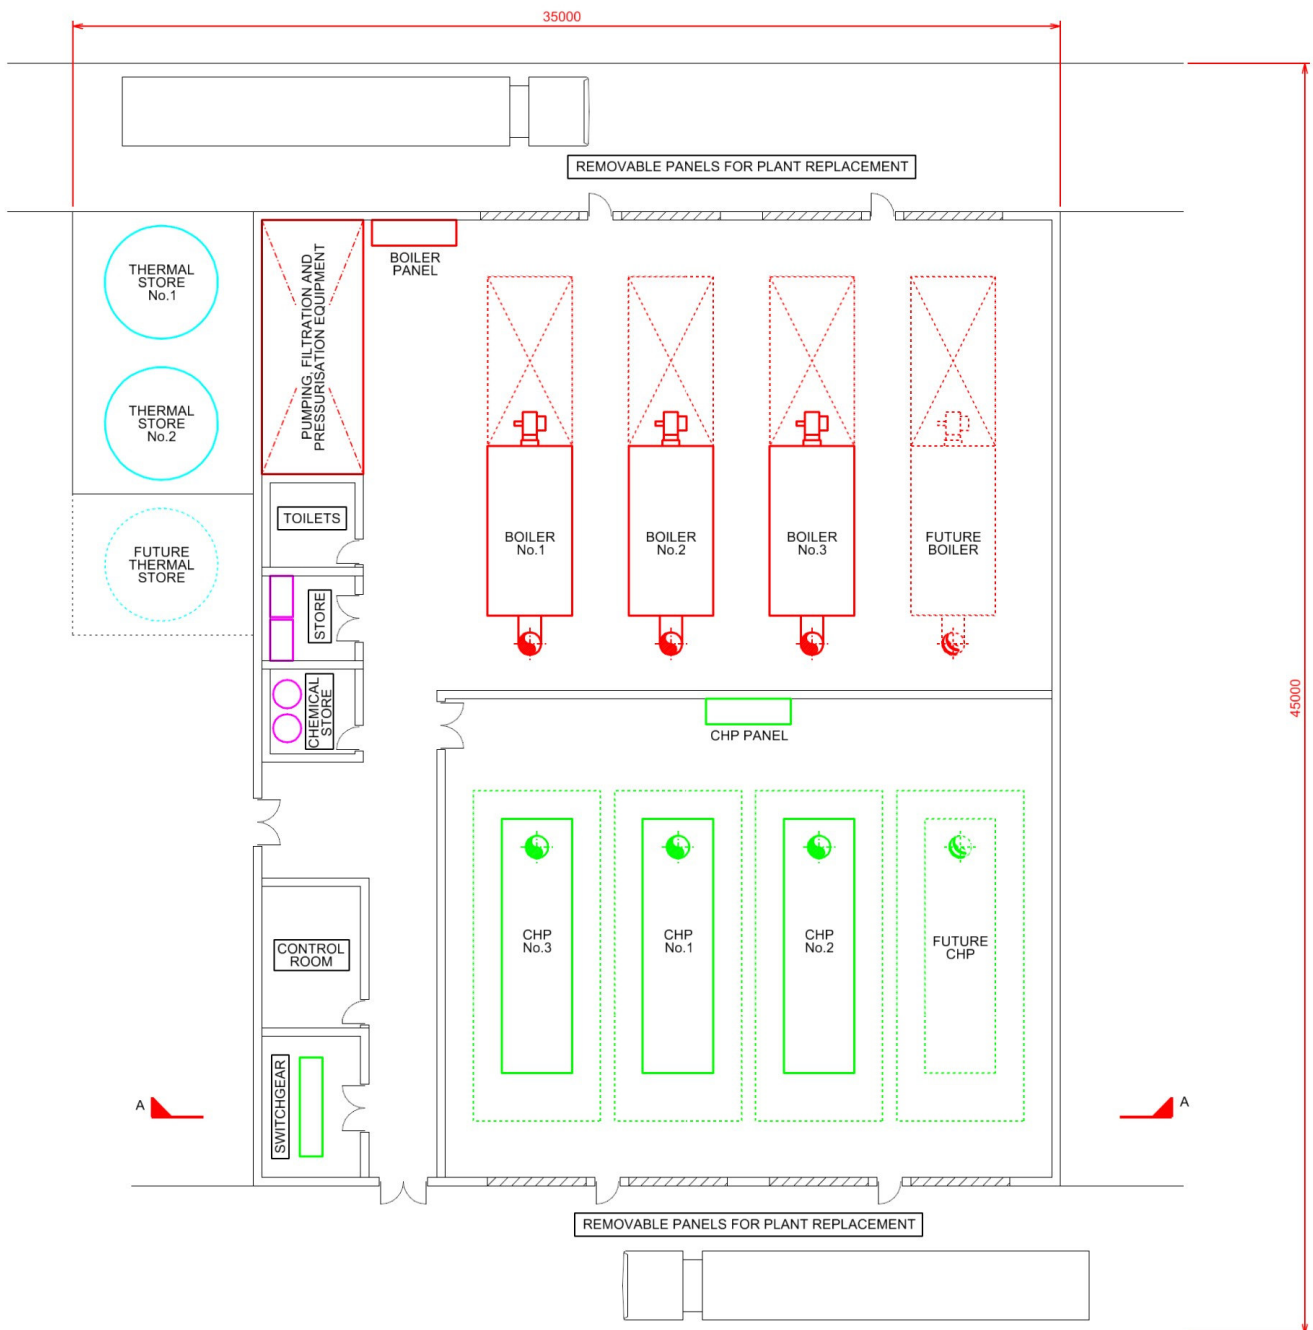 35000
REMOVABLE PANELS FOR PLANT REPLACEMENT
THERMAL
STORE
No.1
PUMPING, FILTRATION AND
PRESSURISATION EQUIPMENT
BOILER
PANEL
THERMAL
STORE
No.2
TOILETS
FUTURE
THERMAL
STORE
BOILER
No.1
BOILER
No.2
BOILER
No.3
FUTURE
BOILER
STORE
CHEMICAL
STORE
45000
CHP PANEL
CONTROL
ROOM
CHP
No.3
CHP
No.1
CHP
No.2
FUTURE
CHP
SWITCHGEAR
A
A
REMOVABLE PANELS FOR PLANT REPLACEMENT